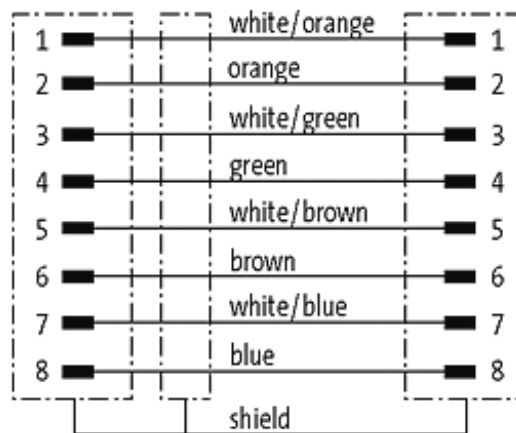 1 white/orange 1
2 orange 2
3 white/green 3
4 green 4
5 white/brown 5
6 brown 6
7 white/blue 7
8 blue 8
shield